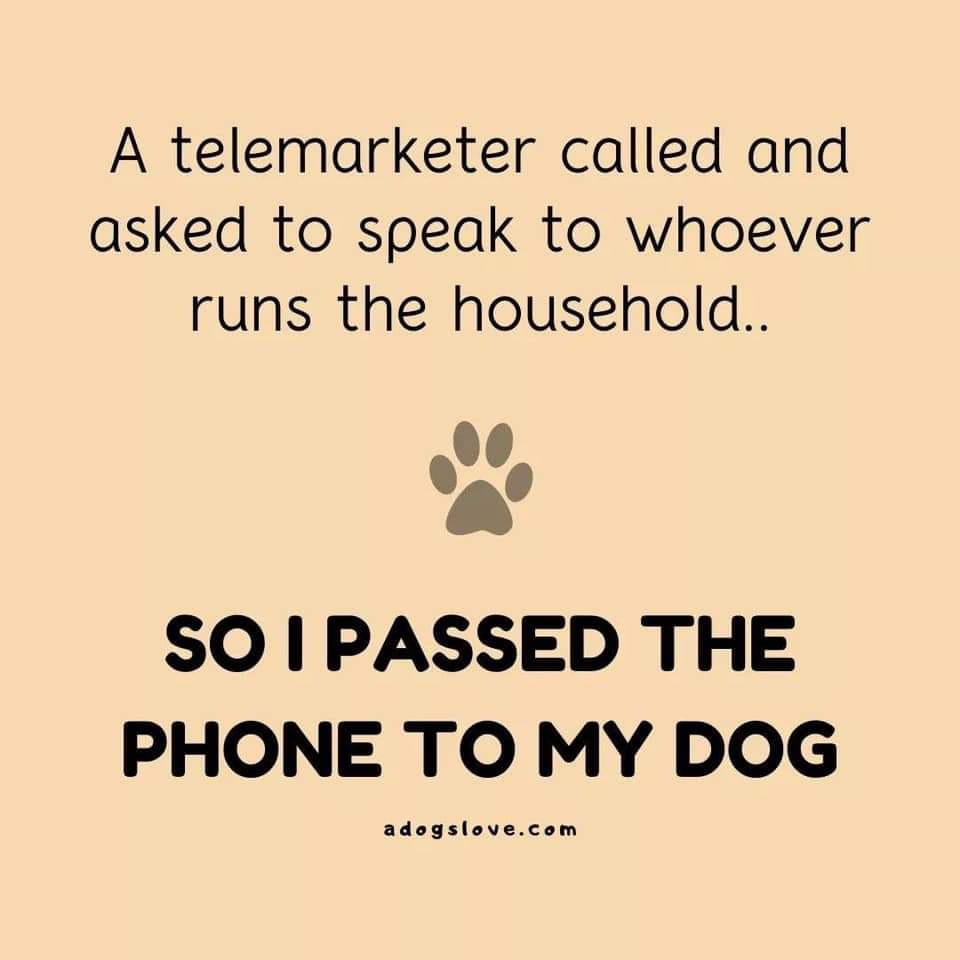 A telemarketer called and
asked to speak to whoever
runs the household..
SO I PASSED THE
PHONE TO MY DOG
adogslove.com